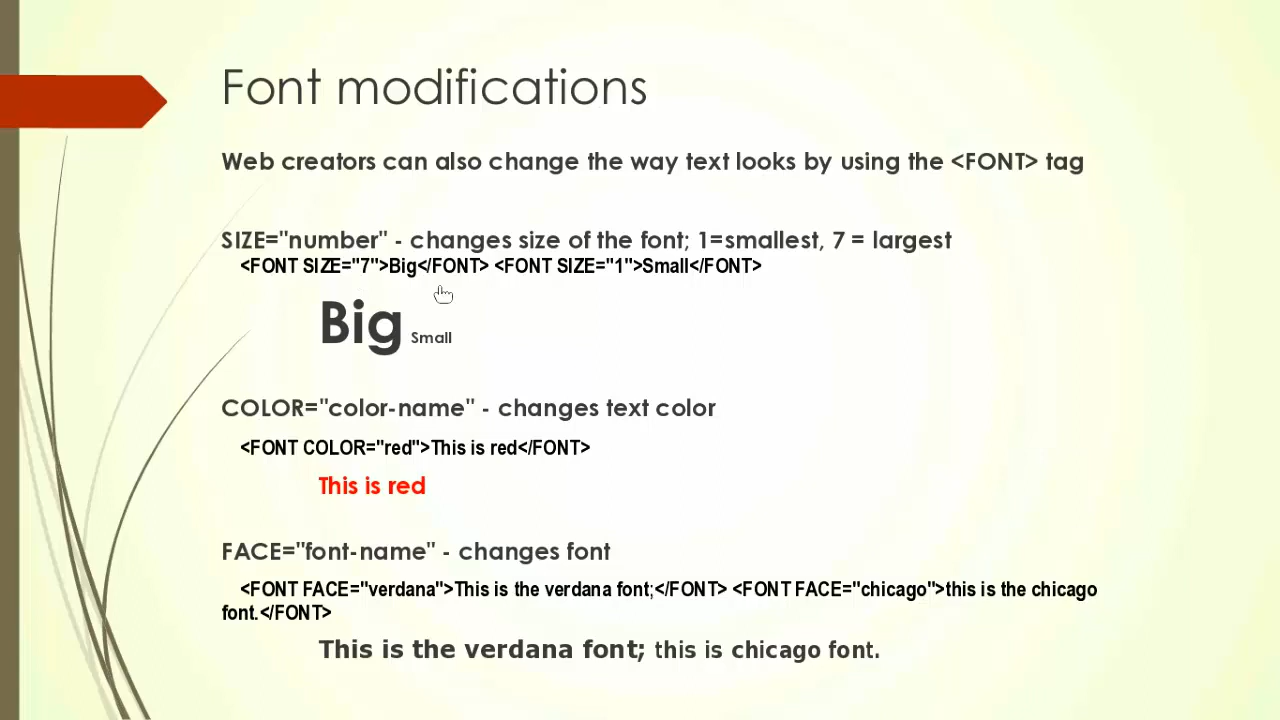 Font modifications
Web creators can also change the way text looks by using the <FONT> tag
SIZE="number" - changes size of the font; 1=smallest, 7 = largest
<FONT SIZE="7">Big</FONT> <FONT SIZE="1">Small</FONT>
Big Small
COLOR="color-name" - changes text color
<FONT COLOR="red">This is red</FONT>
This is red
FACE="font-name" - changes font
<FONT FACE="verdana">This is the verdana font;</FONT> <FONT FACE="chicago">this is the chicago
font.</FONT>
This is the verdana font; this is chicago font.